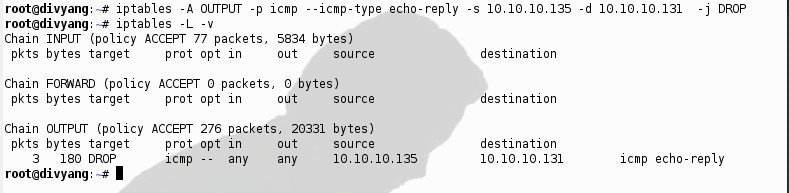 root@divyang:~# iptables -A OUTPUT -p icmp --icmp-type echo-reply -s 10.10.10.135 -d 10.10.10.131  -j DROP
root@divyang:~# iptables -L -v
Chain INPUT (policy ACCEPT 77 packets, 5834 bytes)
 pkts bytes target     prot opt in     out     source               destination

Chain FORWARD (policy ACCEPT 0 packets, 0 bytes)
 pkts bytes target     prot opt in     out     source               destination

Chain OUTPUT (policy ACCEPT 276 packets, 20331 bytes)
 pkts bytes target     prot opt in     out     source               destination
    3   180 DROP       icmp --  any    any     10.10.10.135         10.10.10.131         icmp echo-reply
root@divyang:~#